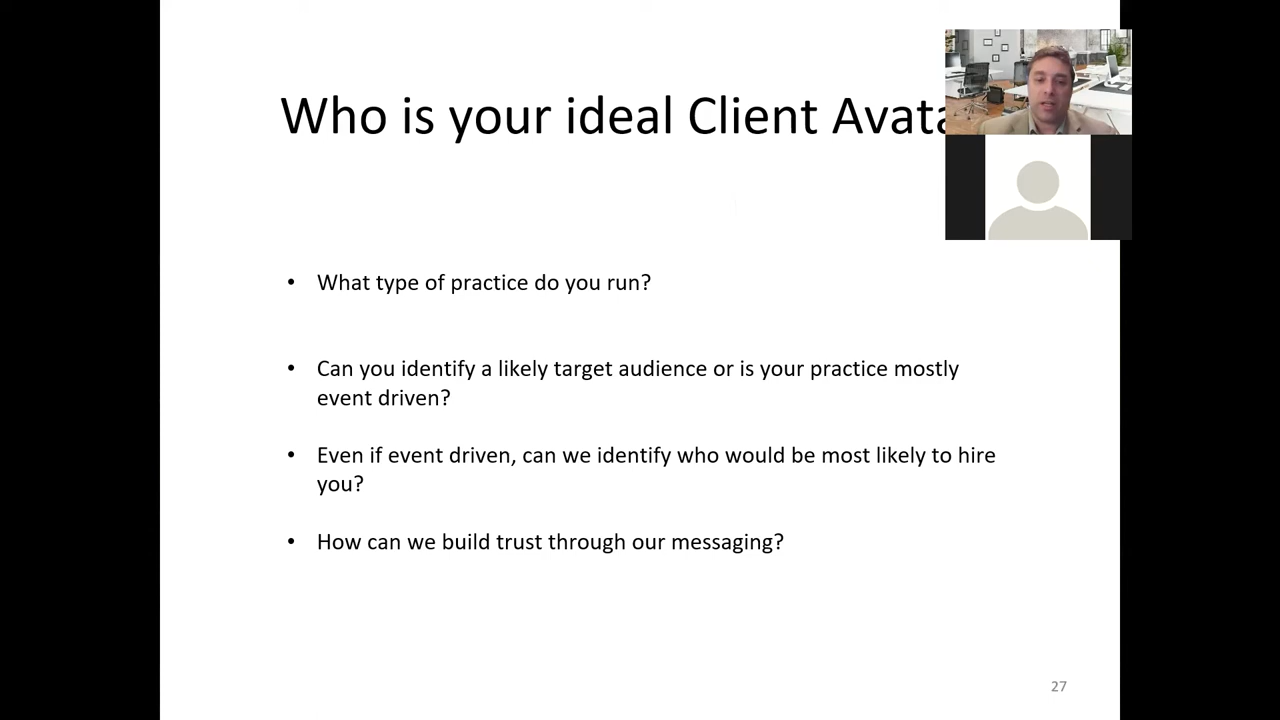 Who is your ideal Client Avata
• What type of practice do you run?
• Can you identify a likely target audience or is your practice mostly
event driven?
• Even if event driven, can we identify who would be most likely to hire
you?
• How can we build trust through our messaging?
27